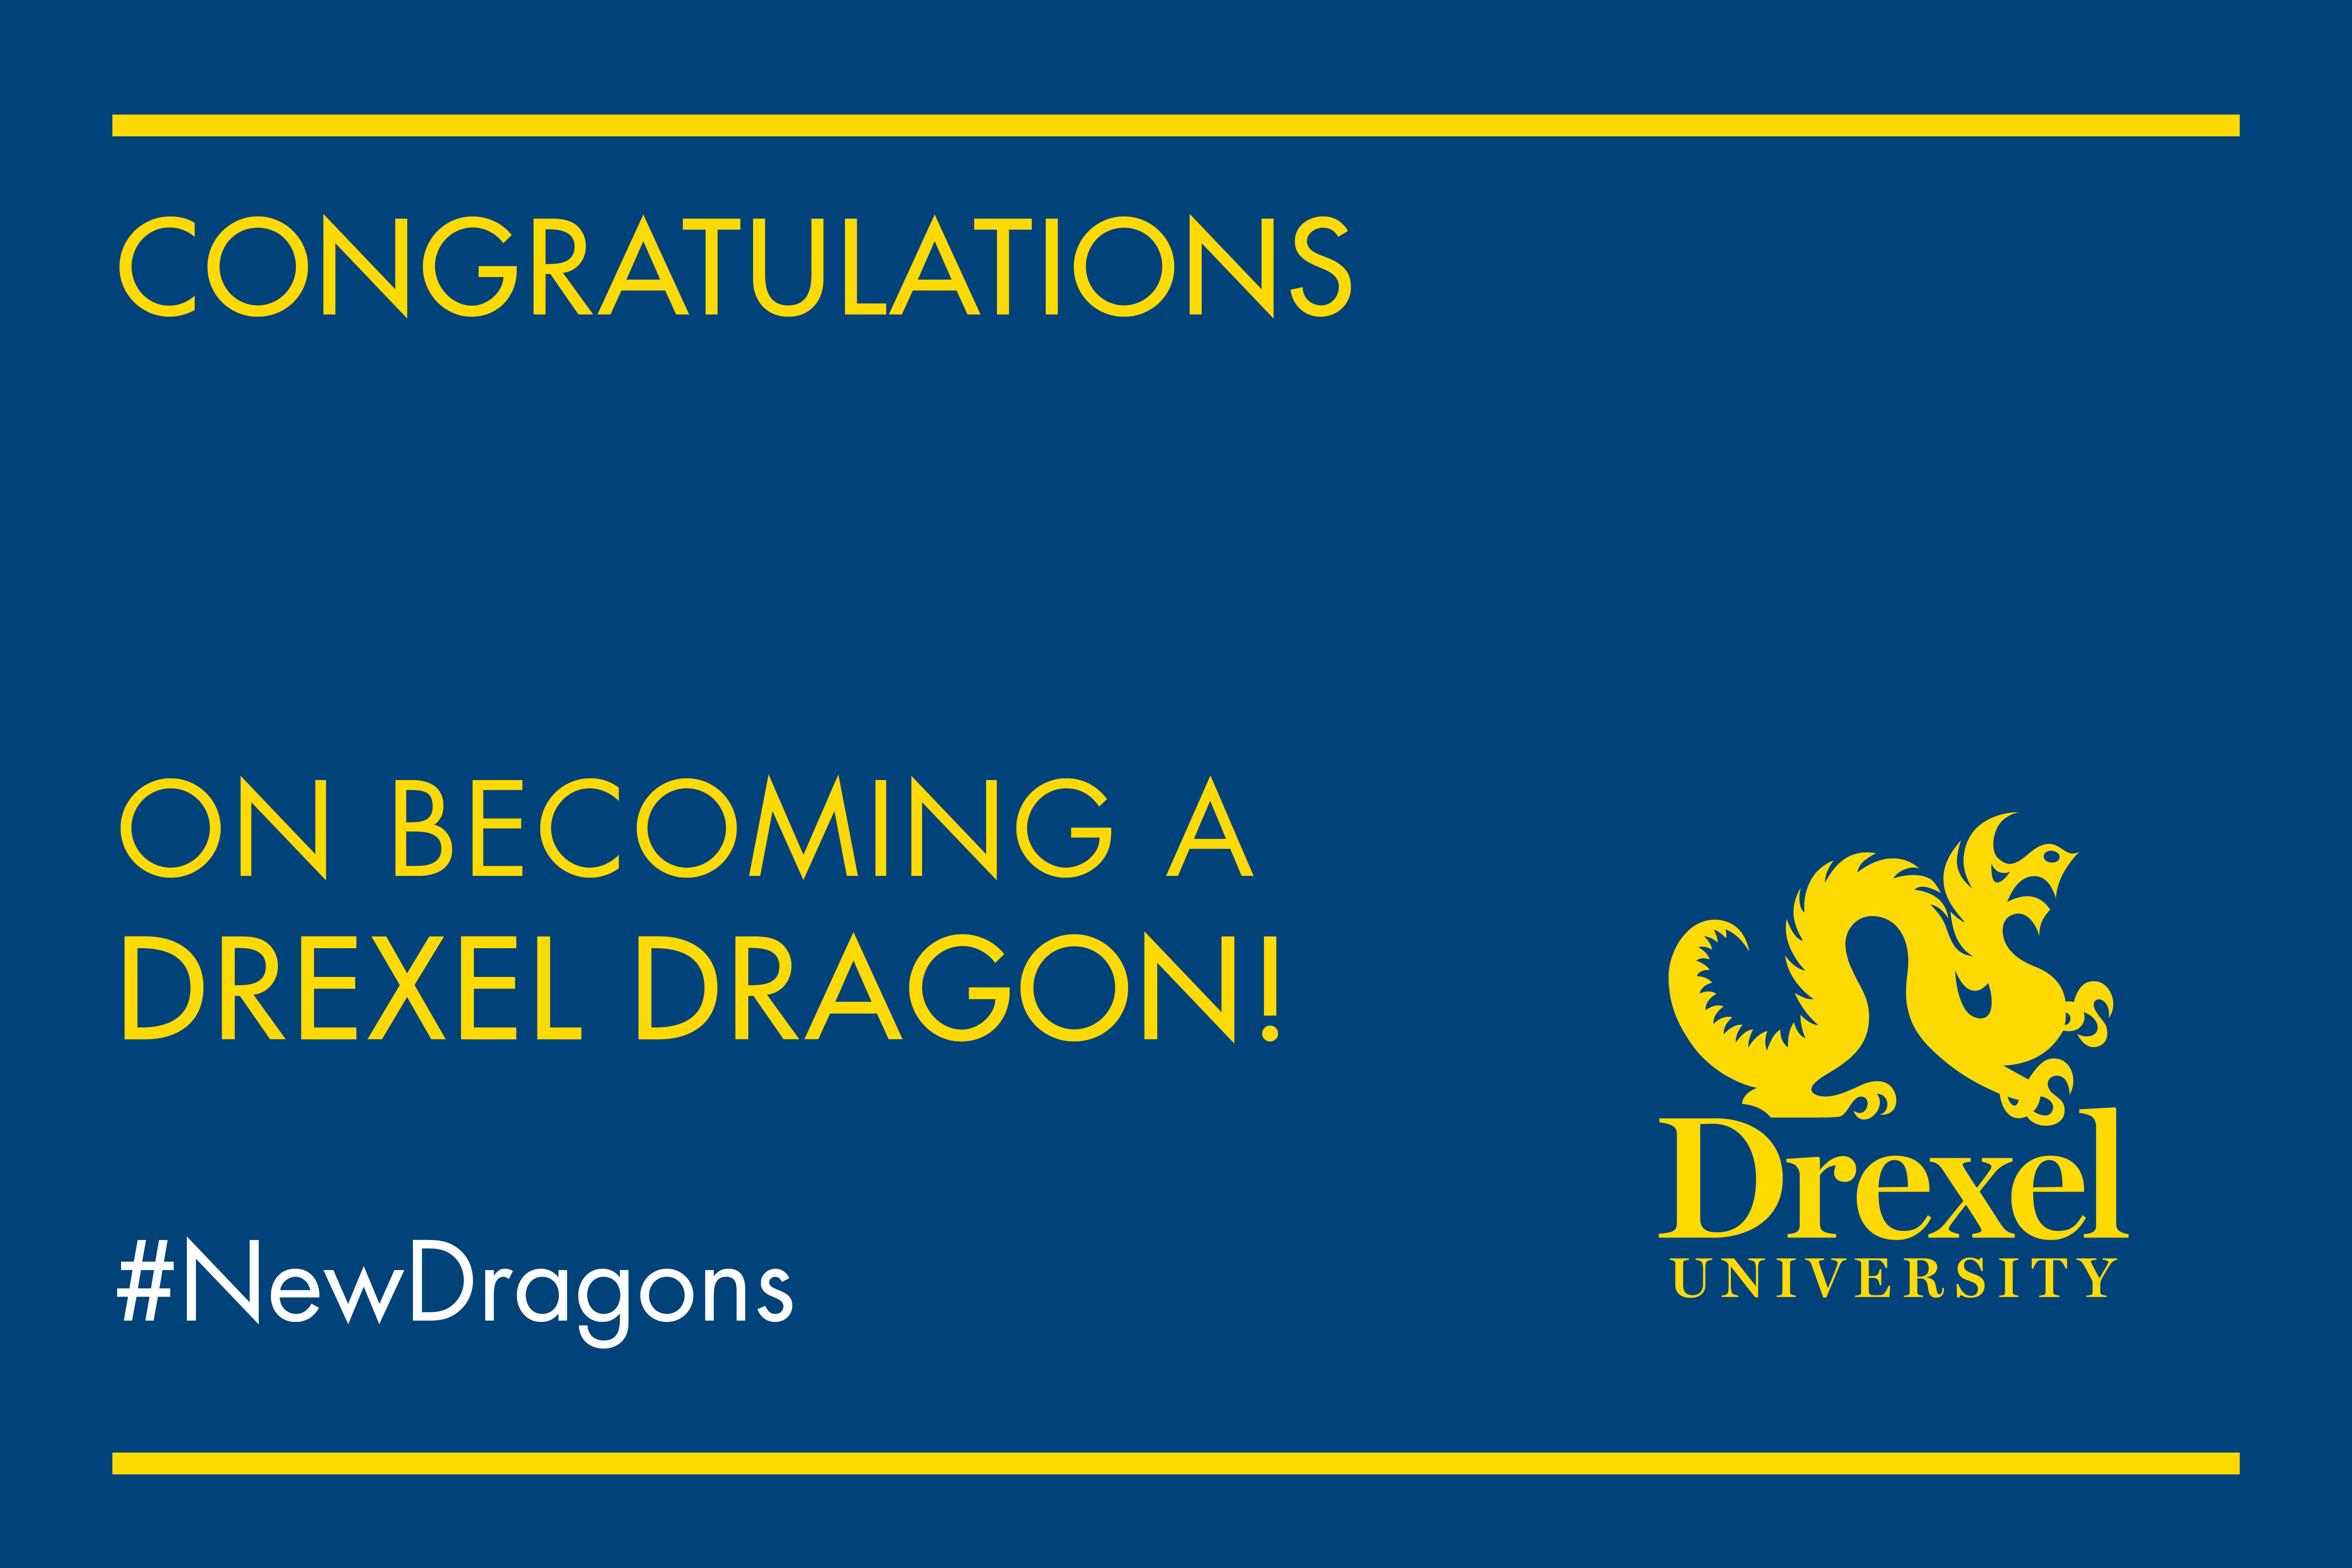 CONGRATULATIONS
ON BECOMING A
DREXEL DRAGON!
#NewDragons
Drexel
UNIVERSITY